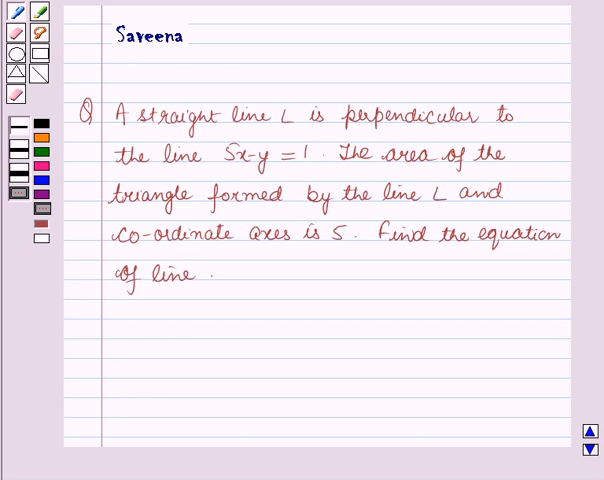 Saveena
Q A straight line L is perpendicular to
the line 5x-y = 1. The area of the
triangle formed by the line L and
co-ordinate axes is 5. Find the equation
of line.